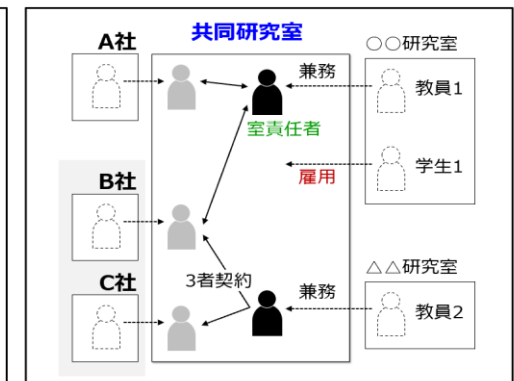 共同研究室
A社
B社
C社
室責任者
3者契約
兼務
雇用
兼務
○○研究室
教員1
学生1
△△研究室
教員2